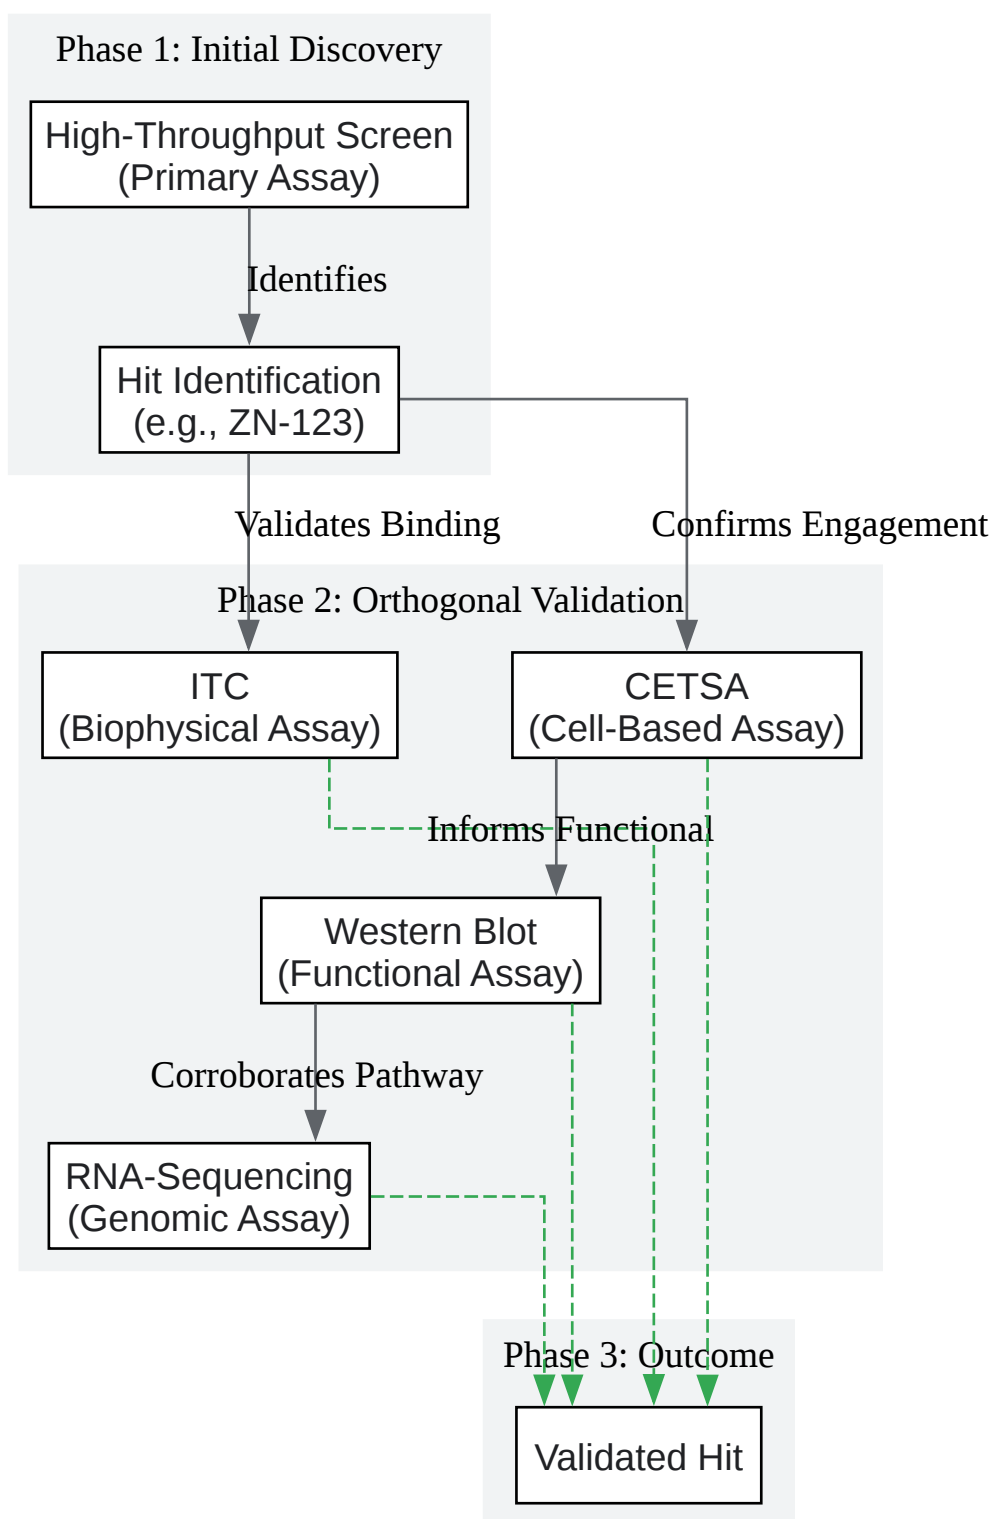 Phase 1: Initial Discovery
High-Throughput Screen
(Primary Assay)
Identifies
Hit Identification
(e.g., ZN-123)
Validates Binding
Confirms Engagement
Phase 2: Orthogonal Validation
ITC
(Biophysical Assay)
CETSA
(Cell-Based Assay)
Informs Functional
Western Blot
(Functional Assay)
Corroborates Pathway
RNA-Sequencing
(Genomic Assay)
Phase 3: Outcome
Validated Hit